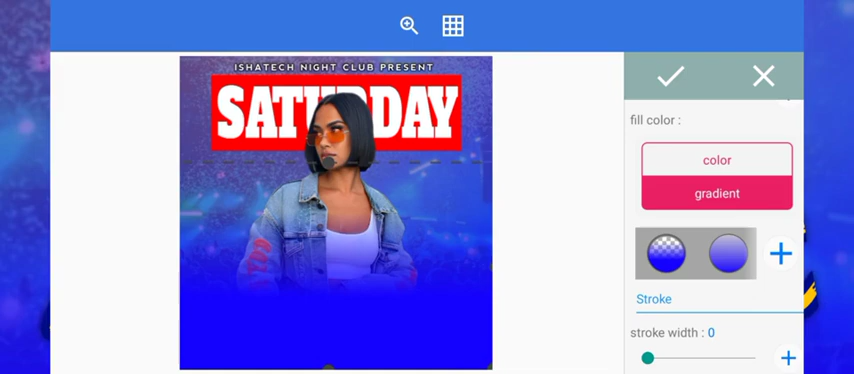 ISHATECH NIGHT CLUB PRESENT
SATURDAY
fill color :
color
gradient
Stroke
stroke width : 0